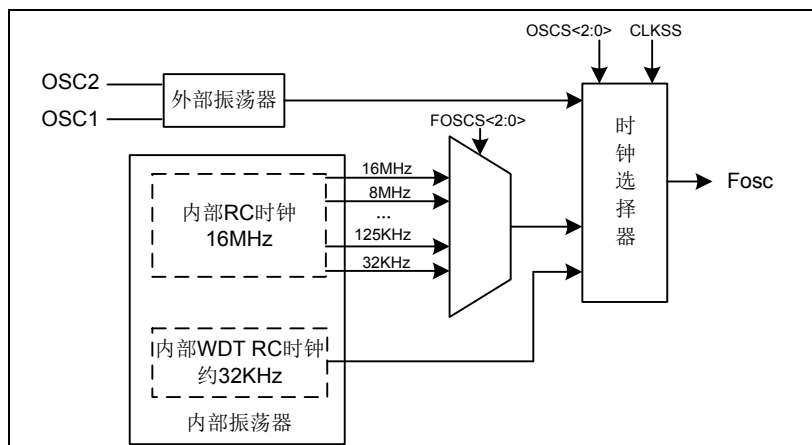 OSCS<2:0>
CLKSS
OSC2
OSC1
外部振荡器
FOSCS<2:0>
时钟选择器
Fosc
内部RC时钟
16MHz
16MHz
8MHz
...
125KHz
32KHz
内部WDT RC时钟
约32KHz
内部振荡器